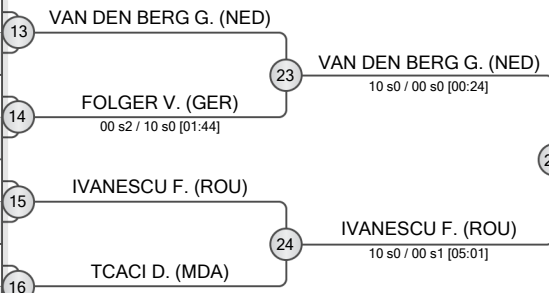 VAN DEN BERG G. (NED)
13
23
VAN DEN BERG G. (NED)
10 s0 / 00 s0 [00:24]
FOLGER V. (GER)
14
00 s2 / 10 s0 [01:44]
IVANESCU F. (ROU)
15
24
IVANESCU F. (ROU)
10 s0 / 00 s1 [05:01]
TCACI D. (MDA)
16